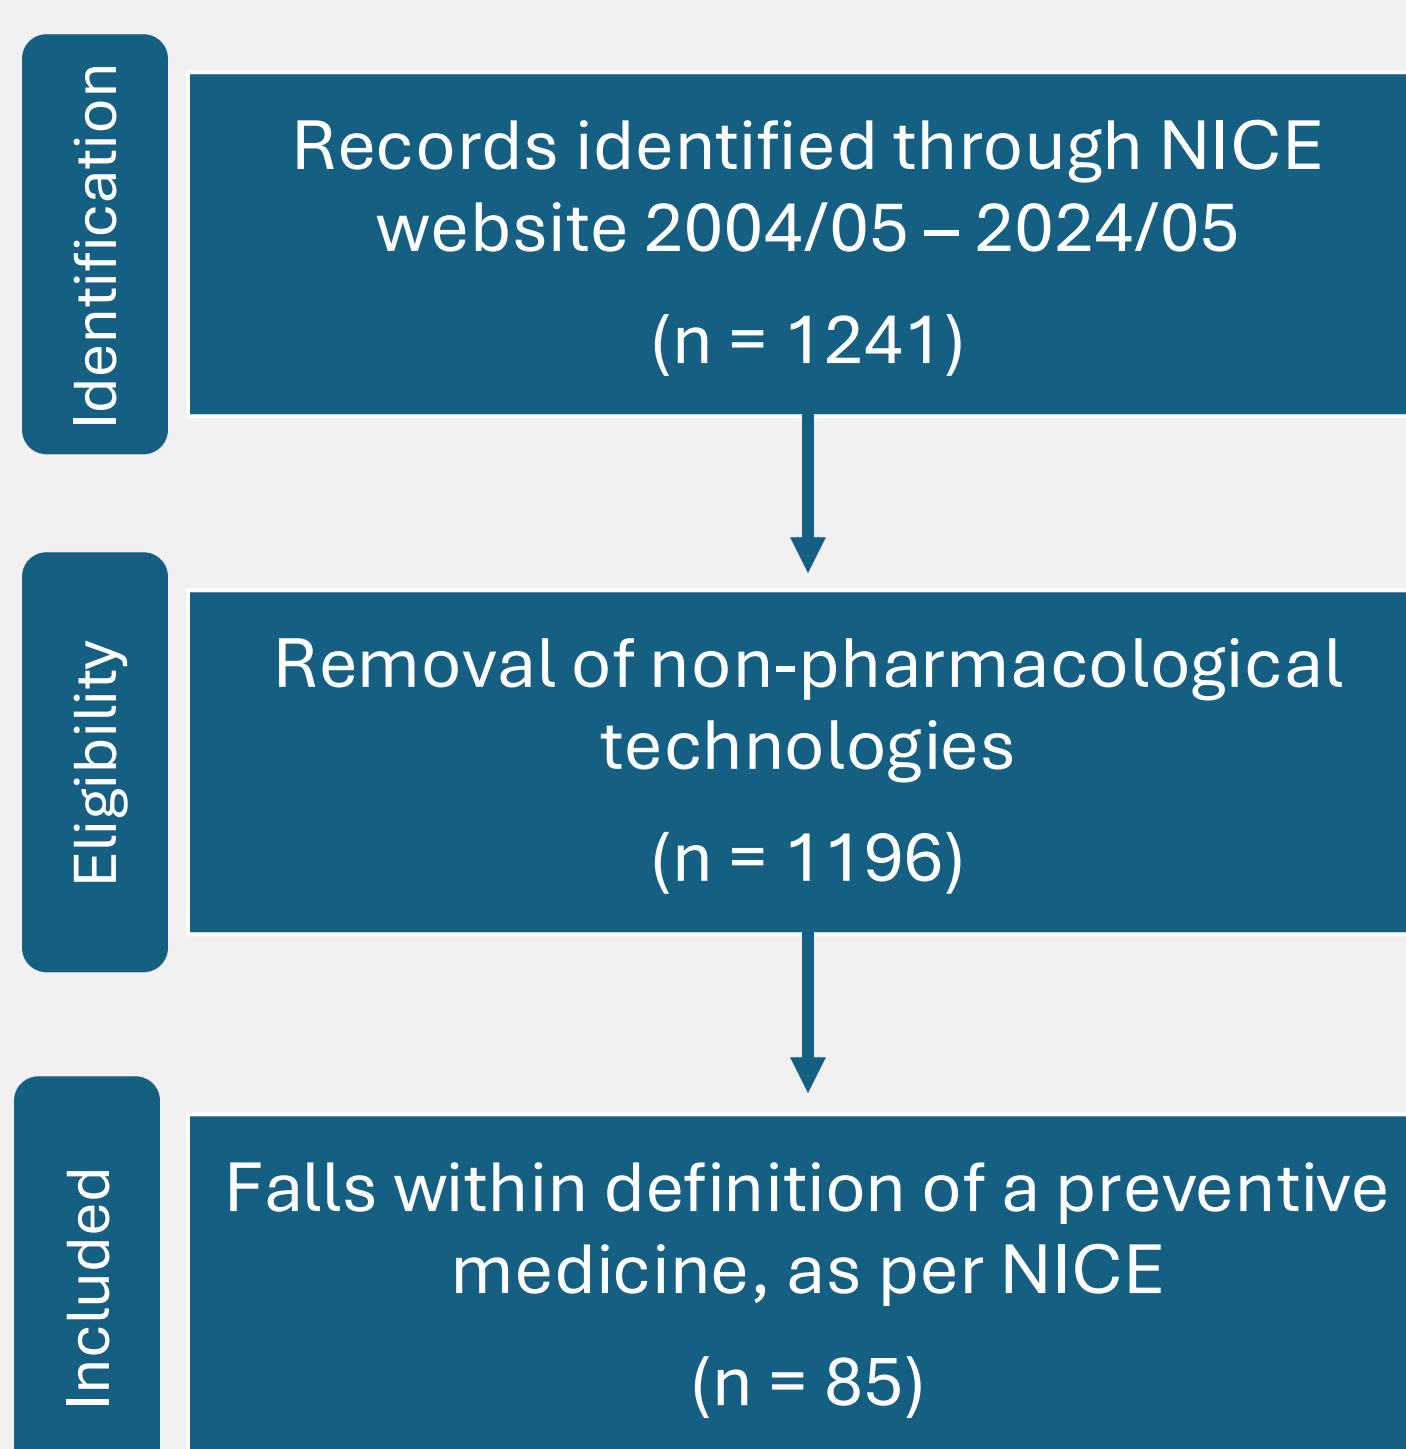 Identification
Records identified through NICE
website 2004/05 – 2024/05
(n = 1241)
Eligibility
Removal of non-pharmacological
technologies
(n = 1196)
Included
Falls within definition of a preventive
medicine, as per NICE
(n = 85)